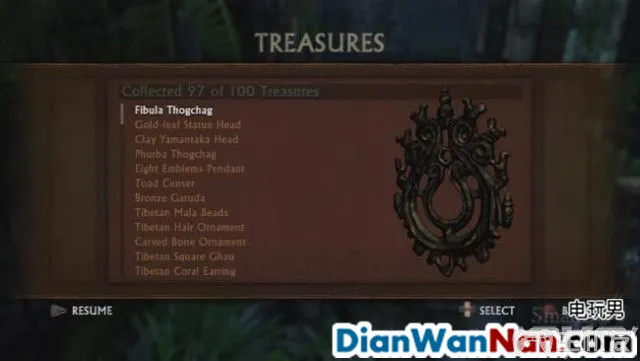 TREASURES
Collected 97 of 100 Treasures
Fibula Thogchag
Gold-leaf Statue Head
Clay Yamantaka Head
Phurba Thogchag
Eight Emblems Pendant
Toad Censer
Bronze Garuda
Tibetan Mala Beads
Tibetan Hair Ornament
Carved Bone Ornament
Tibetan Square Ghau
Tibetan Coral Earring
RESUME
SELECT
电玩男
DianWanNan.com